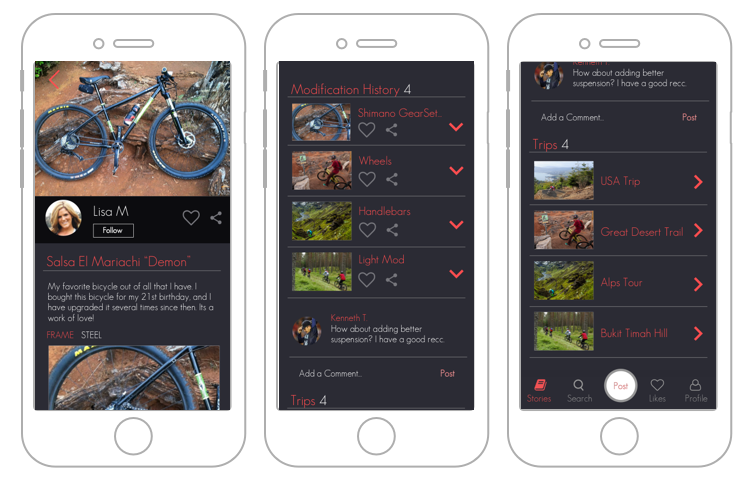 Lisa M
Follow
Salsa El Mariachi "Demon"
My favorite bicycle out of all that I have. I
bought this bicycle for my 21st birthday, and I
have upgraded it several times since then. Its a
work of love!
FRAME STEEL
Modification History 4
Shimano GearSet..
Wheels
Handlebars
Light Mod
Kenneth T.
How about adding better
suspension? I have a good recc.
Add a Comment.. Post
Trips 4
Kenneth T.
How about adding better
suspension? I have a good recc.
Add a Comment.. Post
Trips 4
USA Trip
Great Desert Trail
Alps Tour
Bukit Timah Hill
Stories Search Post Likes Profile